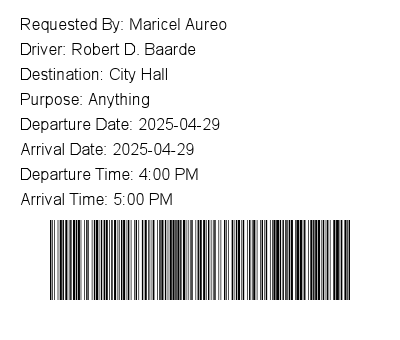 Requested By: Maricel Aureo
Driver: Robert D. Baarde
Destination: City Hall
Purpose: Anything
Departure Date: 2025-04-29
Arrival Date: 2025-04-29
Departure Time: 4:00 PM
Arrival Time: 5:00 PM